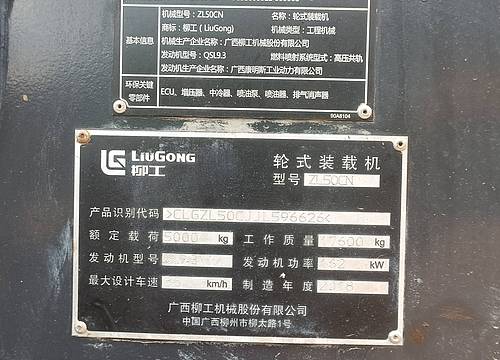 机械型号：ZL50CN 名称：轮式装载机
商标：柳工（LiuGong） 机械类型：工程机械
基本信息 机械生产企业名称：广西柳工机械股份有限公司
发动机型号：QSL9.3 燃料喷射系统型式：高压共轨
发动机生产企业名称：广西康明斯工业动力有限公司
环保关键零部件 ECU、增压器、中冷器、喷油泵、喷油器、排气消声器
90A8104
LIUGONG
柳工
轮式装载机
型号 ZL50CN
产品识别代码 >CLGZL50CJJL596626<
额定载荷 5000 kg 工作质量 17600 kg
发动机型号 发动机功率 162 kW
最大设计车速 km/h 制造年度 2018
广西柳工机械股份有限公司
中国广西柳州市柳太路1号